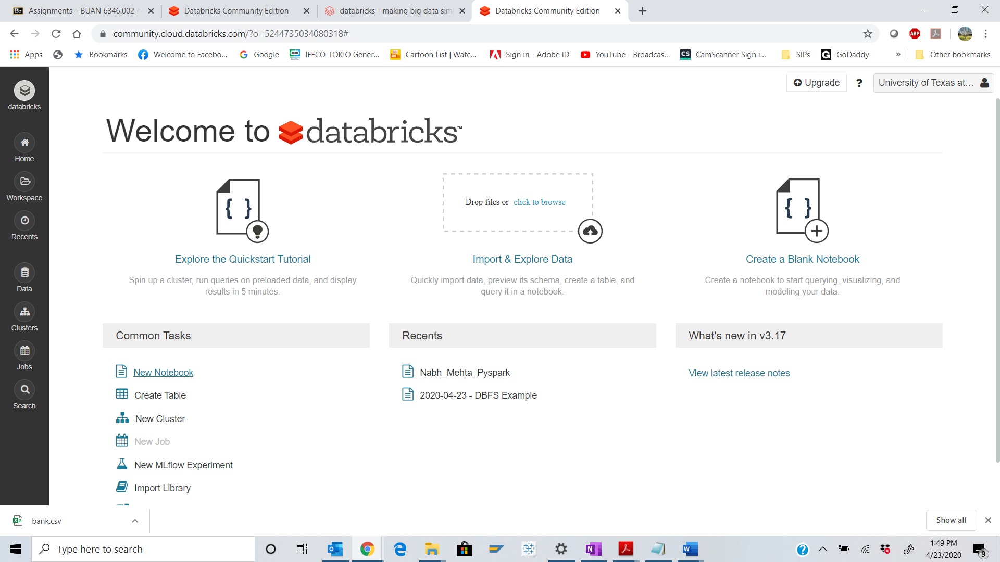 Assignments – BUAN 6346.002 -
Databricks Community Edition
databricks - making big data sim
Databricks Community Edition
community.cloud.databricks.com/?o=5244735034080318#
ABP
Apps
Bookmarks
Welcome to Facebo...
Google
IFFCO-TOKIO Gener...
Cartoon List | Watc...
Sign in - Adobe ID
YouTube - Broadcas...
CS
CamScanner Sign i...
SIPs
GoDaddy
»
Other bookmarks
databricks
Home
Workspace
Recents
Data
Clusters
Jobs
Search
Upgrade
?
University of Texas at...
Welcome to databricks™
{ }
Drop files or click to browse
{ }
Explore the Quickstart Tutorial
Spin up a cluster, run queries on preloaded data, and display
results in 5 minutes.
Import & Explore Data
Quickly import data, preview its schema, create a table, and
query it in a notebook.
Create a Blank Notebook
Create a notebook to start querying, visualizing, and
modeling your data.
Common Tasks
New Notebook
Create Table
New Cluster
New Job
New MLflow Experiment
Import Library
Recents
Nabh_Mehta_Pyspark
2020-04-23 - DBFS Example
What's new in v3.17
View latest release notes
bank.csv
Show all
Type here to search
1:49 PM
4/23/2020
9